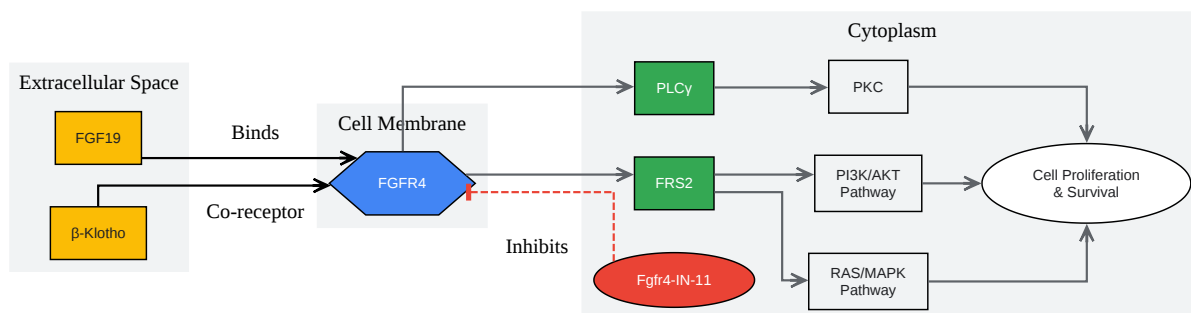 Extracellular Space
FGF19
β-Klotho
Binds
Co-receptor
Cell Membrane
FGFR4
Inhibits
Cytoplasm
PLCγ
PKC
FRS2
PI3K/AKT
Pathway
Fgfr4-IN-11
RAS/MAPK
Pathway
Cell Proliferation
& Survival